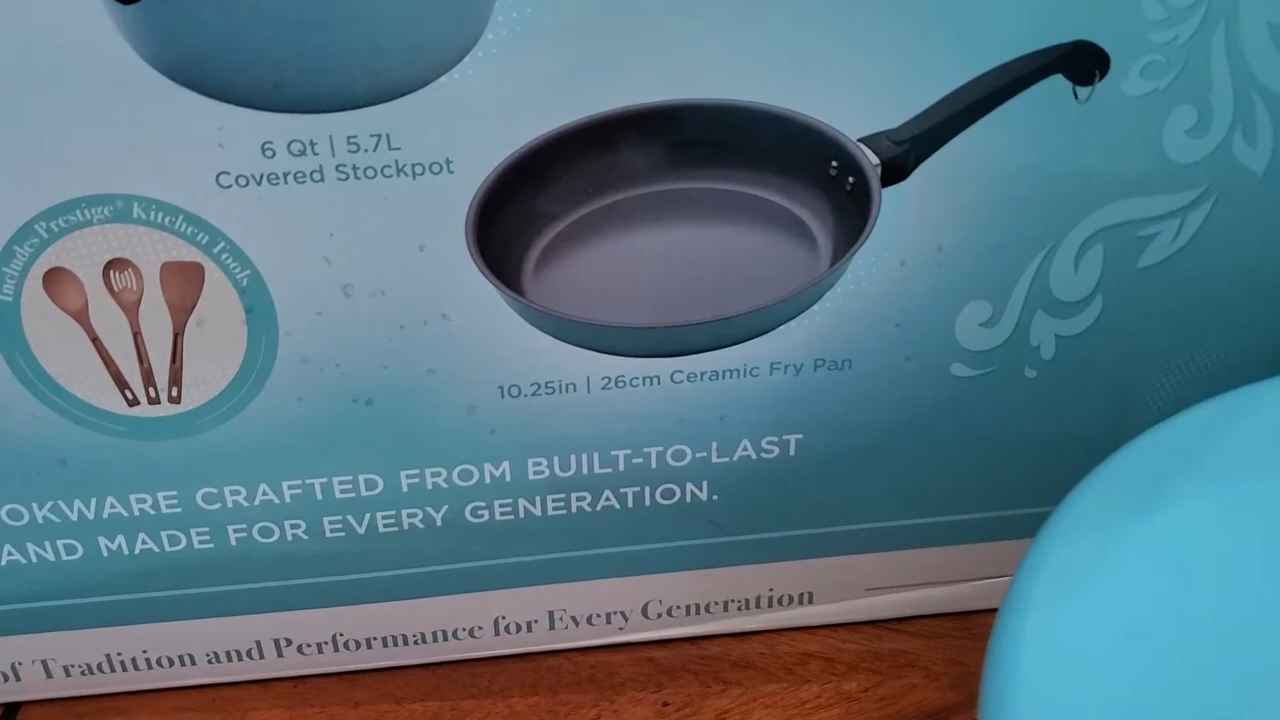 6 Qt | 5.7L
Covered Stockpot
Includes Prestige® Kitchen Tools
10.25in | 26cm Ceramic Fry Pan
OKWARE CRAFTED FROM BUILT-TO-LAST
AND MADE FOR EVERY GENERATION.
of Tradition and Performance for Every Generation